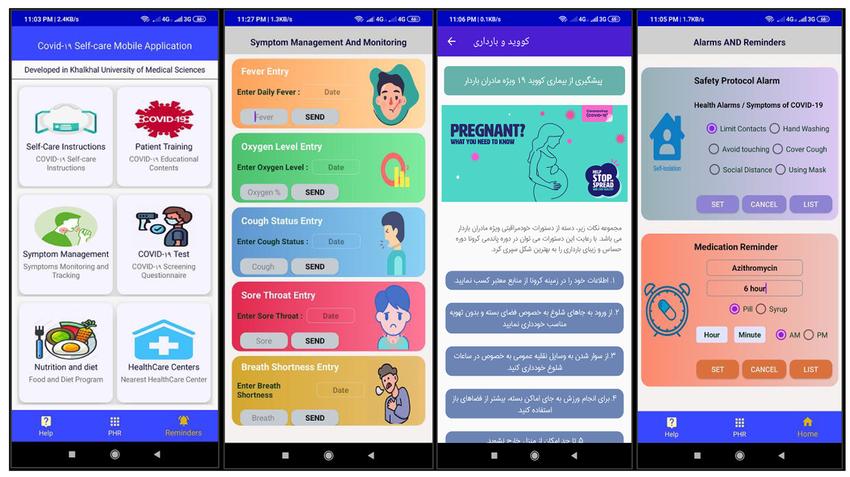 11:03 PM | 2.4KB/s
4G 3G 66
Covid-۱۹ Self-care Mobile Application
Developed in Khalkhal University of Medical Sciences
Self-Care Instructions
COVID-۱۹ Self-care
Instructions
COVID-19
Patient Training
COVID-۱۹ Educational
Contents
Symptom Management
Symptoms Monitoring and
Tracking
COVID-۱۹ Test
COVID-۱۹ Screening
Questionnaire
Nutrition and diet
Food and Diet Program
HealthCare Centers
Nearest HealthCare Center
Help
PHR
Reminders
11:27 PM | 1.3KB/s
4G 4G
Symptom Management And Monitoring
Fever Entry
Enter Daily Fever : Date
Fever SEND
Oxygen Level Entry
Enter Oxygen Level : Date
Oxygen % SEND
Cough Status Entry
Enter Cough Status : Date
Cough SEND
Sore Throat Entry
Enter Sore Throat : Date
Sore SEND
Breath Shortness Entry
Enter Breath
Shortness
Date
Breath SEND
11:06 PM | 0.1KB/s
4G 3G
کووید و بارداری
پیشگیری از بیماری کووید ۱۹ ویژه مادران باردار
PREGNANT?
WHAT YOU NEED TO KNOW
Coronavirus
COVID-19
HELP
STOP
SPREAD
مجموعه نکات زیر، دسته از دستورات خودمراقبتی ویژه مادران باردار
می باشد. با رعایت این دستورات می توان در دوره پاندمی کرونا دوره
حساس و زیبای بارداری را به بهترین شکل سپری کرد.
۱. اطلاعات خود را در زمینه کرونا از منابع معتبر کسب نمایید.
۲. از ورود به جاهای شلوغ به خصوص فضای بسته و بدون تهویه
مناسب خودداری نمایید
۳. از سوار شدن به وسایل نقلیه عمومی به خصوص در ساعات
شلوغ خودداری کنید.
۴. برای انجام ورزش به جای اماکن بسته، بیشتر از فضاهای باز
استفاده کنید
۵. تا حد امکان از منزل خارج نشوید
11:05 PM | 1.7KB/s
4G 3G
Alarms AND Reminders
Safety Protocol Alarm
Health Alarms / Symptoms of COVID-19
Limit Contacts Hand Washing
Avoid touching Cover Cough
Social Distance Using Mask
Self-Isolation
SET CANCEL LIST
Medication Reminder
Azithromycin
6 hour
Pill Syrup
Hour Minute AM PM
SET CANCEL LIST
Help
PHR
Home